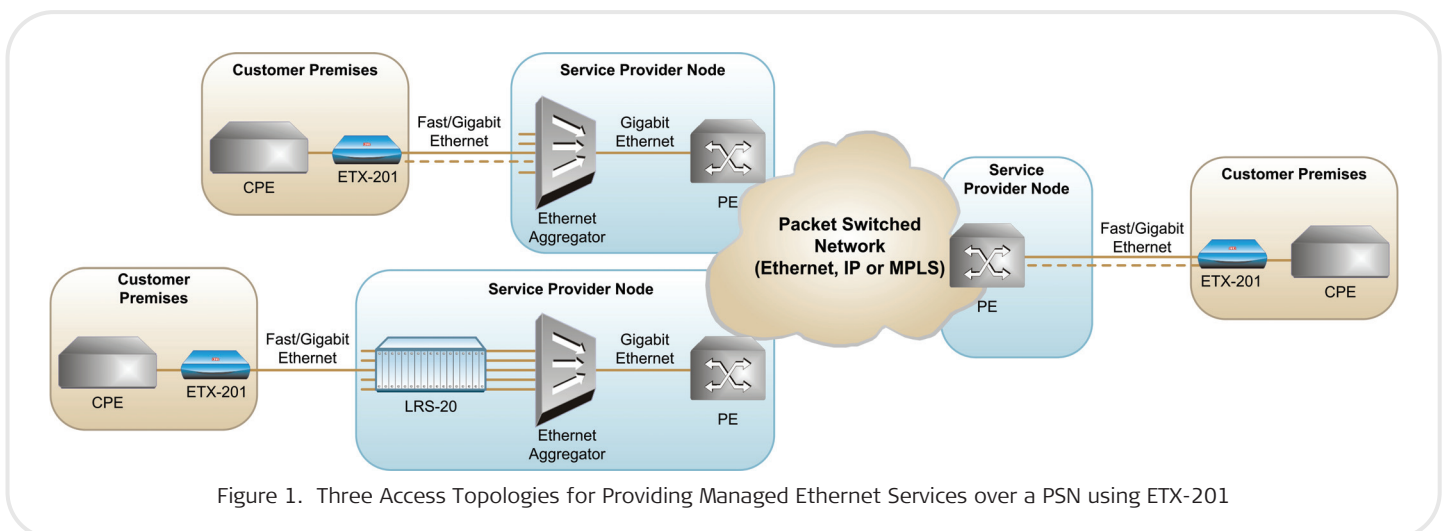 Customer Premises
CPE
ETX-201
Fast/Gigabit
Ethernet
Service Provider Node
Ethernet
Aggregator
Gigabit
Ethernet
PE
Customer
Premises
CPE
ETX-201
Fast/Gigabit
Ethernet
Service Provider Node
LRS-20
Ethernet
Aggregator
Gigabit
Ethernet
PE
Packet Switched
Network
(Ethernet, IP or MPLS)
Service
Provider Node
PE
Fast/Gigabit
Ethernet
Customer Premises
ETX-201
CPE
Figure 1. Three Access Topologies for Providing Managed Ethernet Services over a PSN using ETX-201